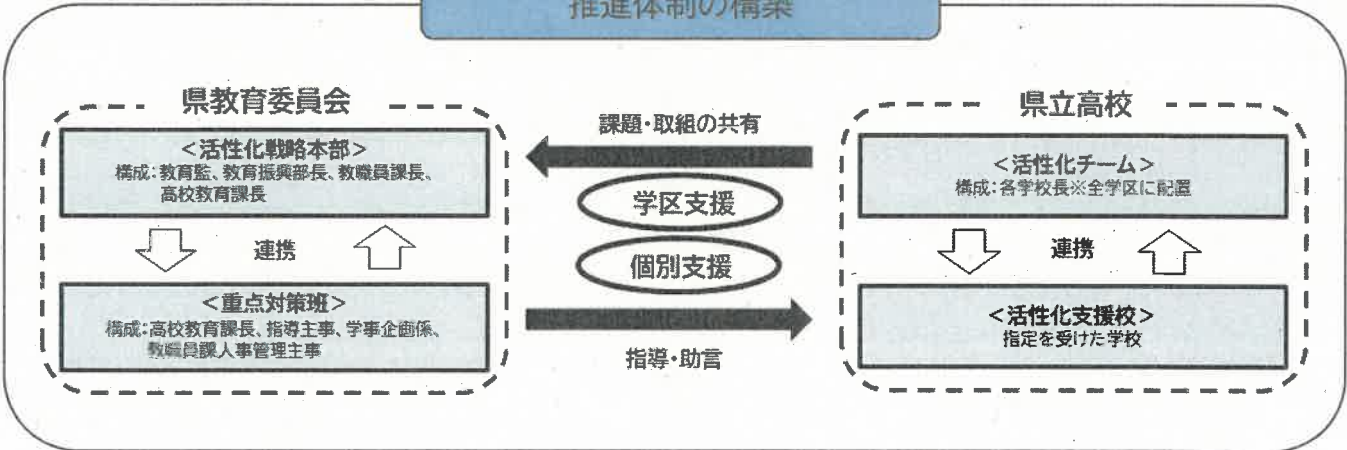 推進体制の構築
県教育委員会
<活性化戦略本部>
構成:教育監、教育振興部長、教職員課長、
高校教育課長
連携
<重点対策班>
構成:高校教育課長、指導主事、学事企画係、
教職員課人事管理主事
課題・取組の共有
学区支援
個別支援
指導・助言
県立高校
<活性化チーム>
構成:各学校長※全学区に配置
連携
<活性化支援校>
指定を受けた学校